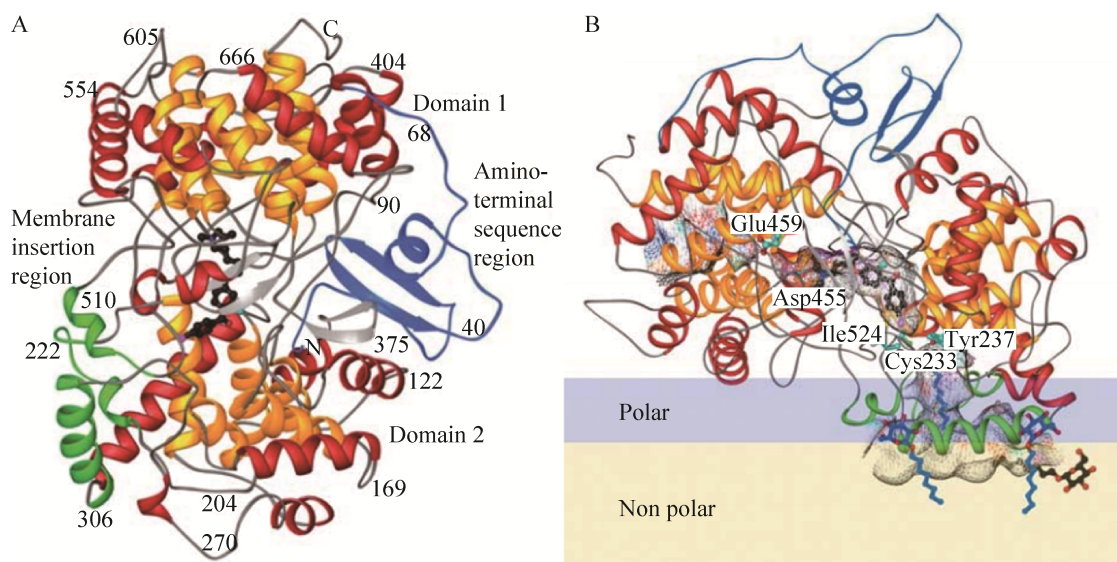 A
605
C
666
404
554
Domain 1
68
Amino-
terminal
sequence
region
90
Membrane
insertion
region
510
40
N
375
222
122
Domain 2
169
204
306
270
B
Glu459
Asp455
Ile524
Tyr237
Cys233
Polar
Non polar